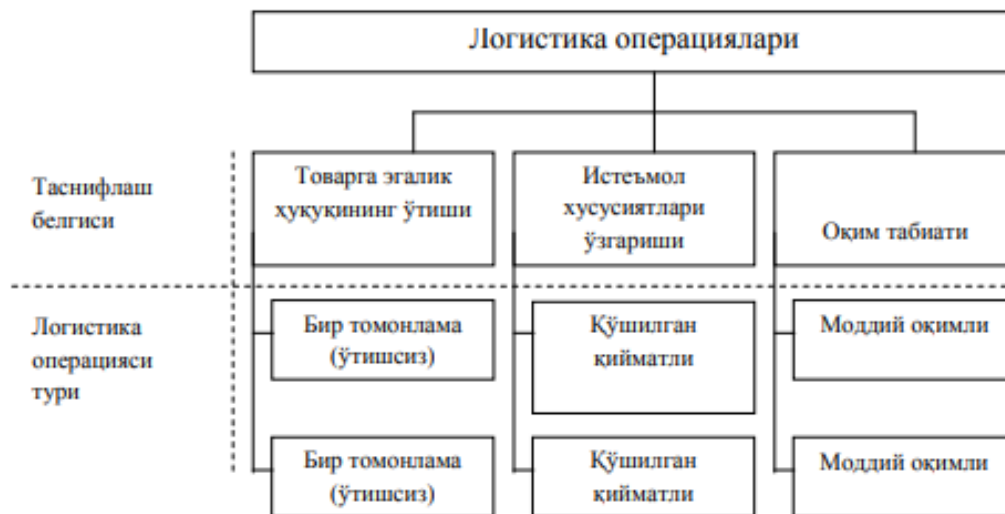 Логистика операциялари
Таснифлаш
белгиси
Товарга эгалик
ҳуқуқининг ўтиши
Истеъмол
хусусиятлари
ўзгариши
Оқим табиати
Логистика
операцияси
тури
Бир томонлама
(ўтишсиз)
Қўшилган
қийматли
Моддий оқимли
Бир томонлама
(ўтишсиз)
Қўшилган
қийматли
Моддий оқимли